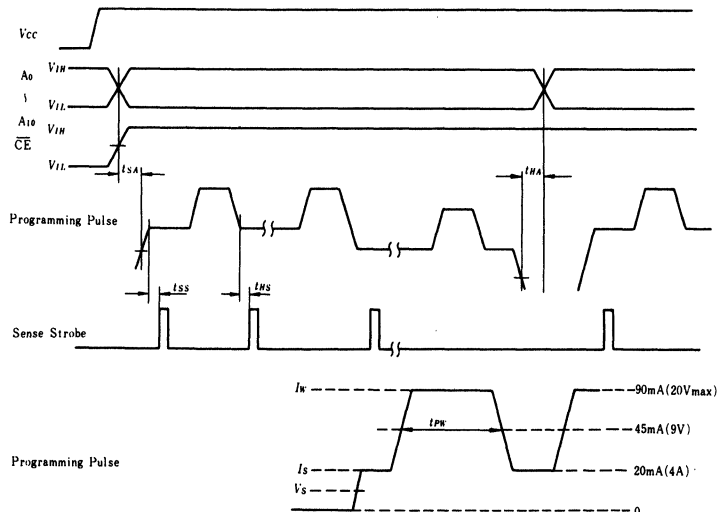 VCC
A0
≀
A10
VIH
VIL
CE
VIH
VIL
tSA
tHA
Programming Pulse
tSS
tHS
Sense Strobe
IW
90mA(20Vmax)
tPW
45mA(9V)
Programming Pulse
IS
20mA(4A)
VS
0